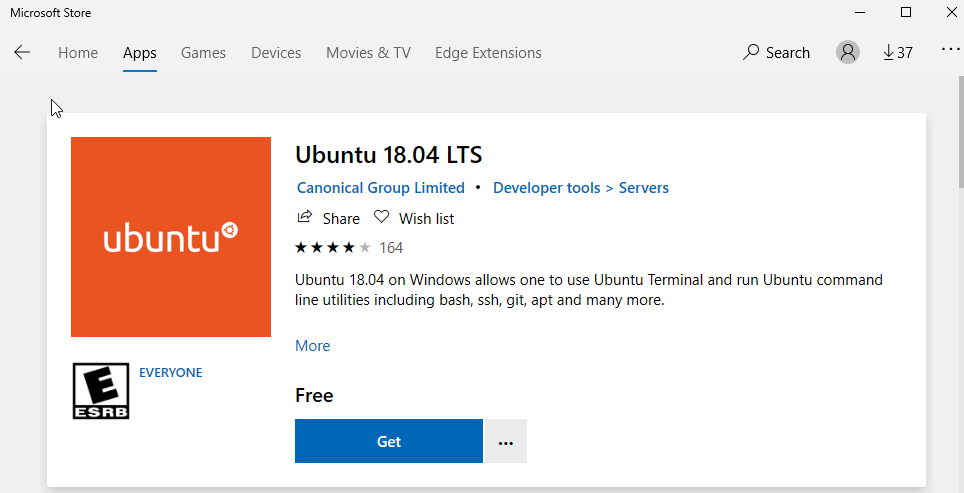 Microsoft Store
Home Apps Games Devices Movies & TV Edge Extensions Search 37
ubuntu
Ubuntu 18.04 LTS
Canonical Group Limited • Developer tools > Servers
Share Wish list
164
Ubuntu 18.04 on Windows allows one to use Ubuntu Terminal and run Ubuntu command
line utilities including bash, ssh, git, apt and many more.
More
E
ESRB
EVERYONE
Free
Get ...